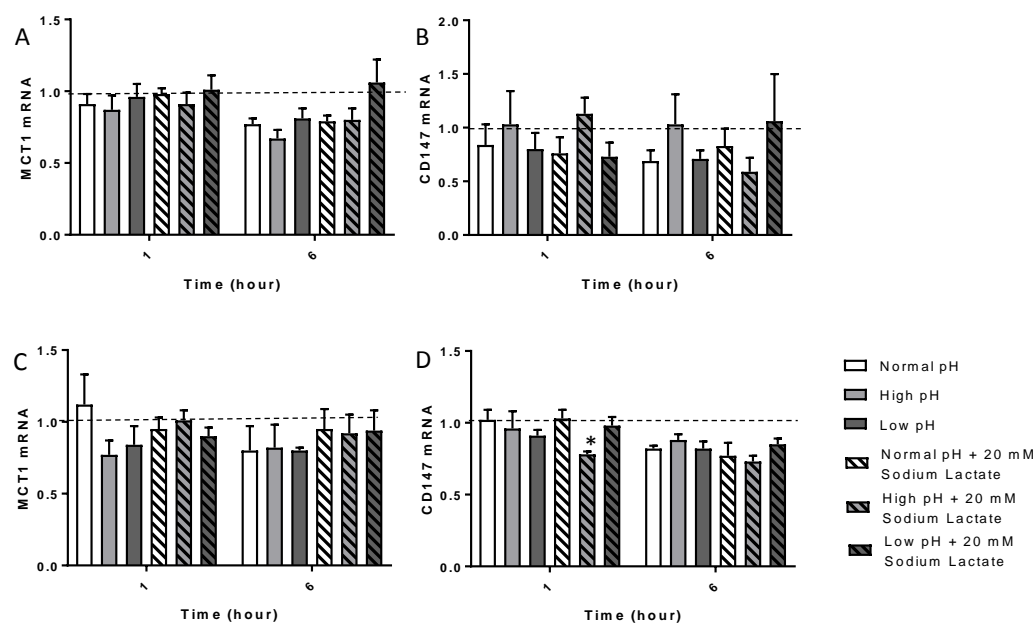 A
1.5
1.0
0.5
0.0
MCT1 mRNA
1
6
Time (hour)
B
2.0
1.5
1.0
0.5
0.0
CD147 mRNA
1
6
Time (hour)
C
1.5
1.0
0.5
0.0
MCT1 mRNA
1
6
Time (hour)
D
2.0
1.5
1.0
0.5
0.0
CD147 mRNA
*
1
6
Time (hour)
Normal pH
High pH
Low pH
Normal pH + 20 mM
Sodium Lactate
High pH + 20 mM
Sodium Lactate
Low pH + 20 mM
Sodium Lactate